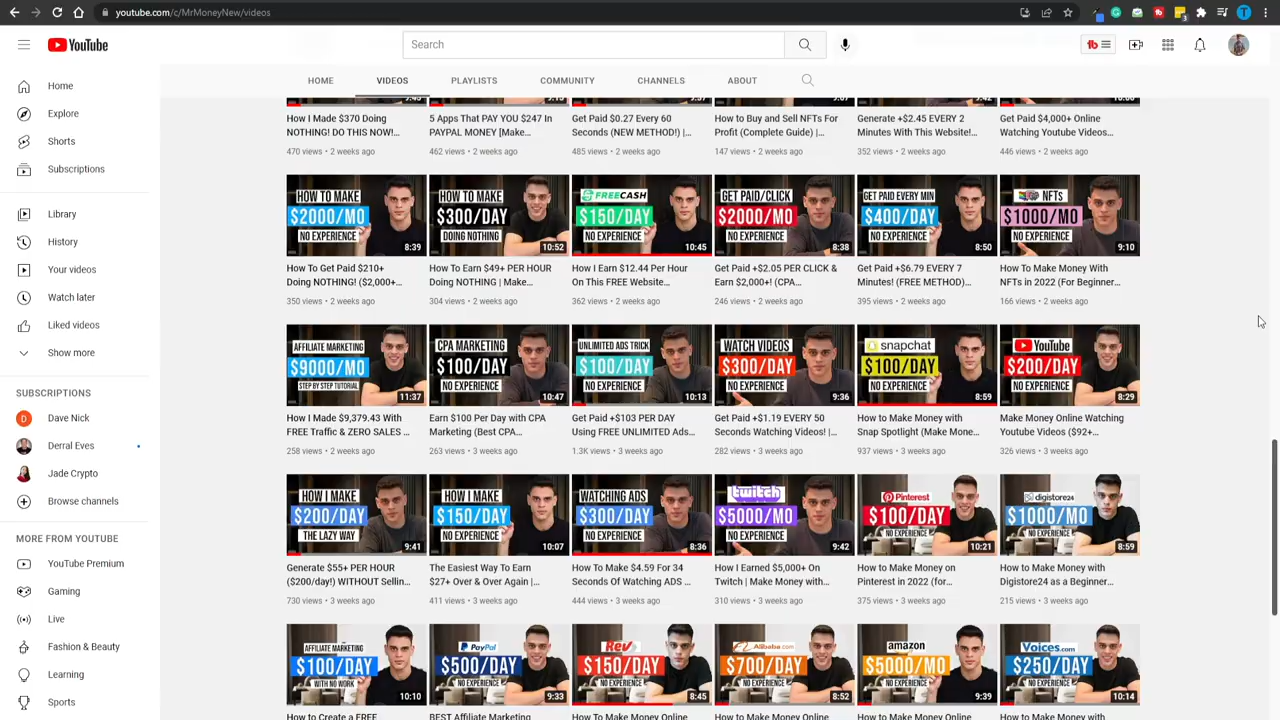 youtube.com/c/MrMoneyNew/videos
YouTube
Search
HOME
VIDEOS
PLAYLISTS
COMMUNITY
CHANNELS
ABOUT
Home
Explore
Shorts
Subscriptions
Library
History
Your videos
Watch later
Liked videos
Show more
SUBSCRIPTIONS
Dave Nick
Derral Eves
Jade Crypto
Browse channels
MORE FROM YOUTUBE
YouTube Premium
Gaming
Live
Fashion & Beauty
Learning
Sports
How I Made $370 Doing
NOTHING! DO THIS NOW!...
470 views • 2 weeks ago
5 Apps That PAY YOU $247 In
PAYPAL MONEY [Make...
462 views • 2 weeks ago
Get Paid $0.27 Every 60
Seconds (NEW METHOD!) |...
485 views • 2 weeks ago
How to Buy and Sell NFTs For
Profit (Complete Guide) |...
147 views • 2 weeks ago
Generate +$2.45 EVERY 2
Minutes With This Website!...
352 views • 2 weeks ago
Get Paid $4,000+ Online
Watching Youtube Videos...
446 views • 2 weeks ago
HOW TO MAKE
$2000/MO
NO EXPERIENCE
8:39
How To Get Paid $210+
Doing NOTHING! ($2,000+...
350 views • 2 weeks ago
HOW TO MAKE
$300/DAY
DOING NOTHING
10:52
How To Earn $49+ PER HOUR
Doing NOTHING | Make...
304 views • 2 weeks ago
FREECASH
$150/DAY
NO EXPERIENCE
10:45
How I Earn $12.44 Per Hour
On This FREE Website...
362 views • 2 weeks ago
GET PAID/CLICK
$2000/MO
NO EXPERIENCE
8:38
Get Paid +$2.05 PER CLICK &
Earn $2,000+! (CPA...
246 views • 2 weeks ago
GET PAID EVERY MIN
$400/DAY
NO EXPERIENCE
8:50
Get Paid +$6.79 EVERY 7
Minutes! (FREE METHOD)...
395 views • 2 weeks ago
NFTs
$1000/MO
NO EXPERIENCE
9:10
How To Make Money With
NFTs in 2022 (For Beginner...
166 views • 2 weeks ago
AFFILIATE MARKETING
$9000/MO
STEP BY STEP TUTORIAL
11:37
How I Made $9,379.43 With
FREE Traffic & ZERO SALES ...
258 views • 2 weeks ago
CPA MARKETING
$100/DAY
NO EXPERIENCE
10:47
Earn $100 Per Day with CPA
Marketing (Best CPA...
263 views • 3 weeks ago
UNLIMITED ADS TRICK
$100/DAY
NO EXPERIENCE
10:13
Get Paid +$103 PER DAY
Using FREE UNLIMITED Ads...
1.3K views • 3 weeks ago
WATCH VIDEOS
$300/DAY
NO EXPERIENCE
9:36
Get Paid +$1.19 EVERY 50
Seconds Watching Videos! |...
282 views • 3 weeks ago
snapchat
$100/DAY
NO EXPERIENCE
8:59
How to Make Money with
Snap Spotlight (Make Mone...
937 views • 3 weeks ago
YouTube
$200/DAY
NO EXPERIENCE
8:29
Make Money Online Watching
Youtube Videos ($92+...
326 views • 3 weeks ago
HOW I MAKE
$200/DAY
THE LAZY WAY
9:41
Generate $55+ PER HOUR
($200/day!) WITHOUT Sellin...
730 views • 3 weeks ago
HOW I MAKE
$150/DAY
NO EXPERIENCE
10:07
The Easiest Way To Earn
$27+ Over & Over Again |...
411 views • 3 weeks ago
WATCHING ADS
$300/DAY
NO EXPERIENCE
8:36
How To Make $4.59 For 34
Seconds Of Watching ADS ...
444 views • 3 weeks ago
twitch
$5000/MO
NO EXPERIENCE
9:42
How I Earned $5,000+ On
Twitch | Make Money with...
310 views • 3 weeks ago
Pinterest
$100/DAY
NO EXPERIENCE
10:21
How to Make Money on
Pinterest in 2022 (for...
375 views • 3 weeks ago
digistore24
$1000/MO
NO EXPERIENCE
8:59
How to Make Money with
Digistore24 as a Beginner...
215 views • 3 weeks ago
AFFILIATE MARKETING
$100/DAY
WITH NO WORK
10:10
How to Create a FREE
PayPal
$500/DAY
NO EXPERIENCE
9:33
BEST Affiliate Marketing
Rev
$150/DAY
NO EXPERIENCE
8:45
How To Make Money Online
Alibaba.com
$700/DAY
NO EXPERIENCE
8:52
How To Make Money Online
amazon
$5000/MO
NO EXPERIENCE
9:39
How To Make Money Online
Voices.com
$250/DAY
NO EXPERIENCE
10:14
How to Make Money with